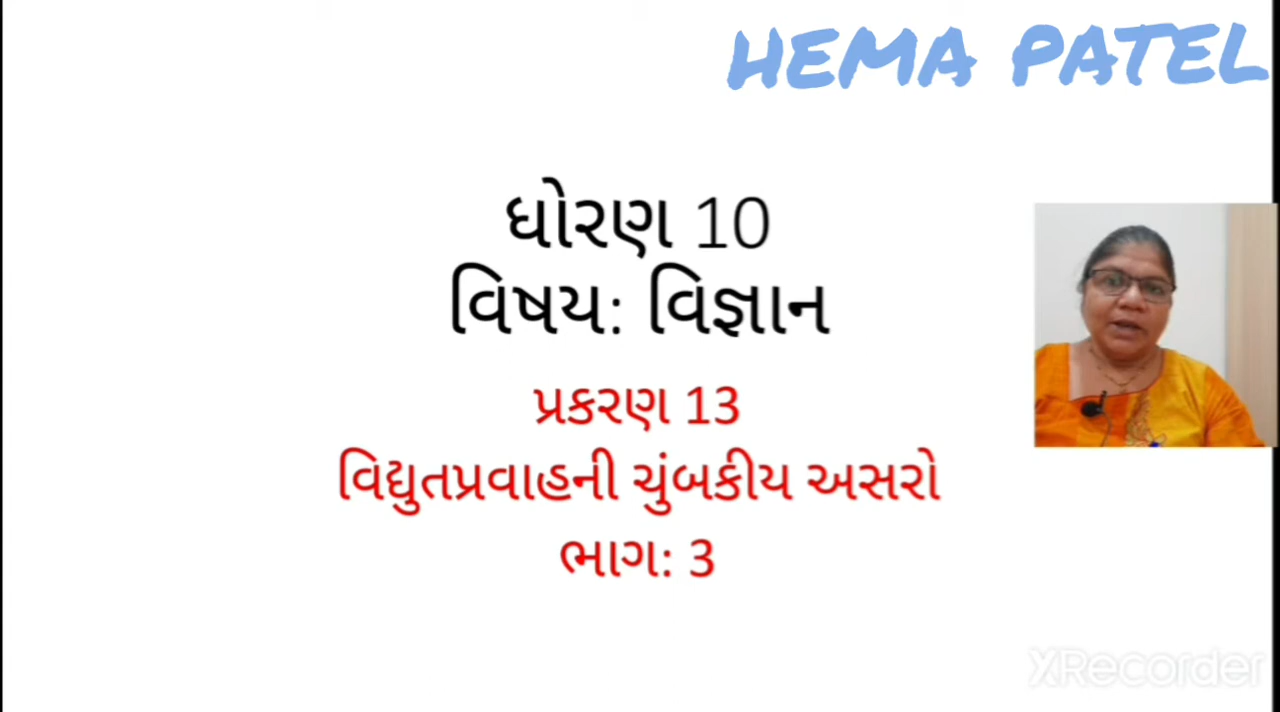 HEMA PATEL
ધોરણ 10
વિષય: વિજ્ઞાન
પ્રકરણ 13
વિદ્યુતપ્રવાહની ચુંબકીય અસરો
ભાગ: 3
XRecorder